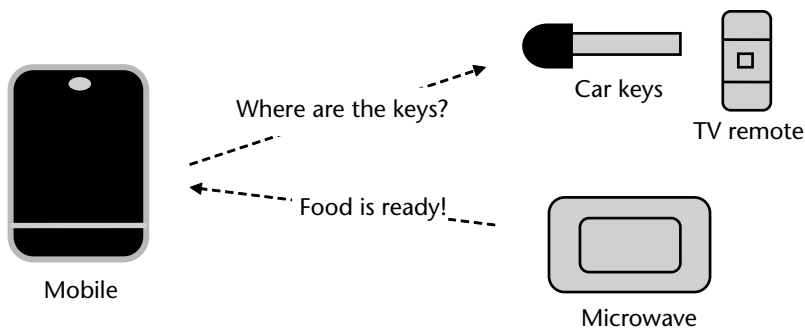 Where are the keys?
Car keys
TV remote
Food is ready!
Mobile
Microwave